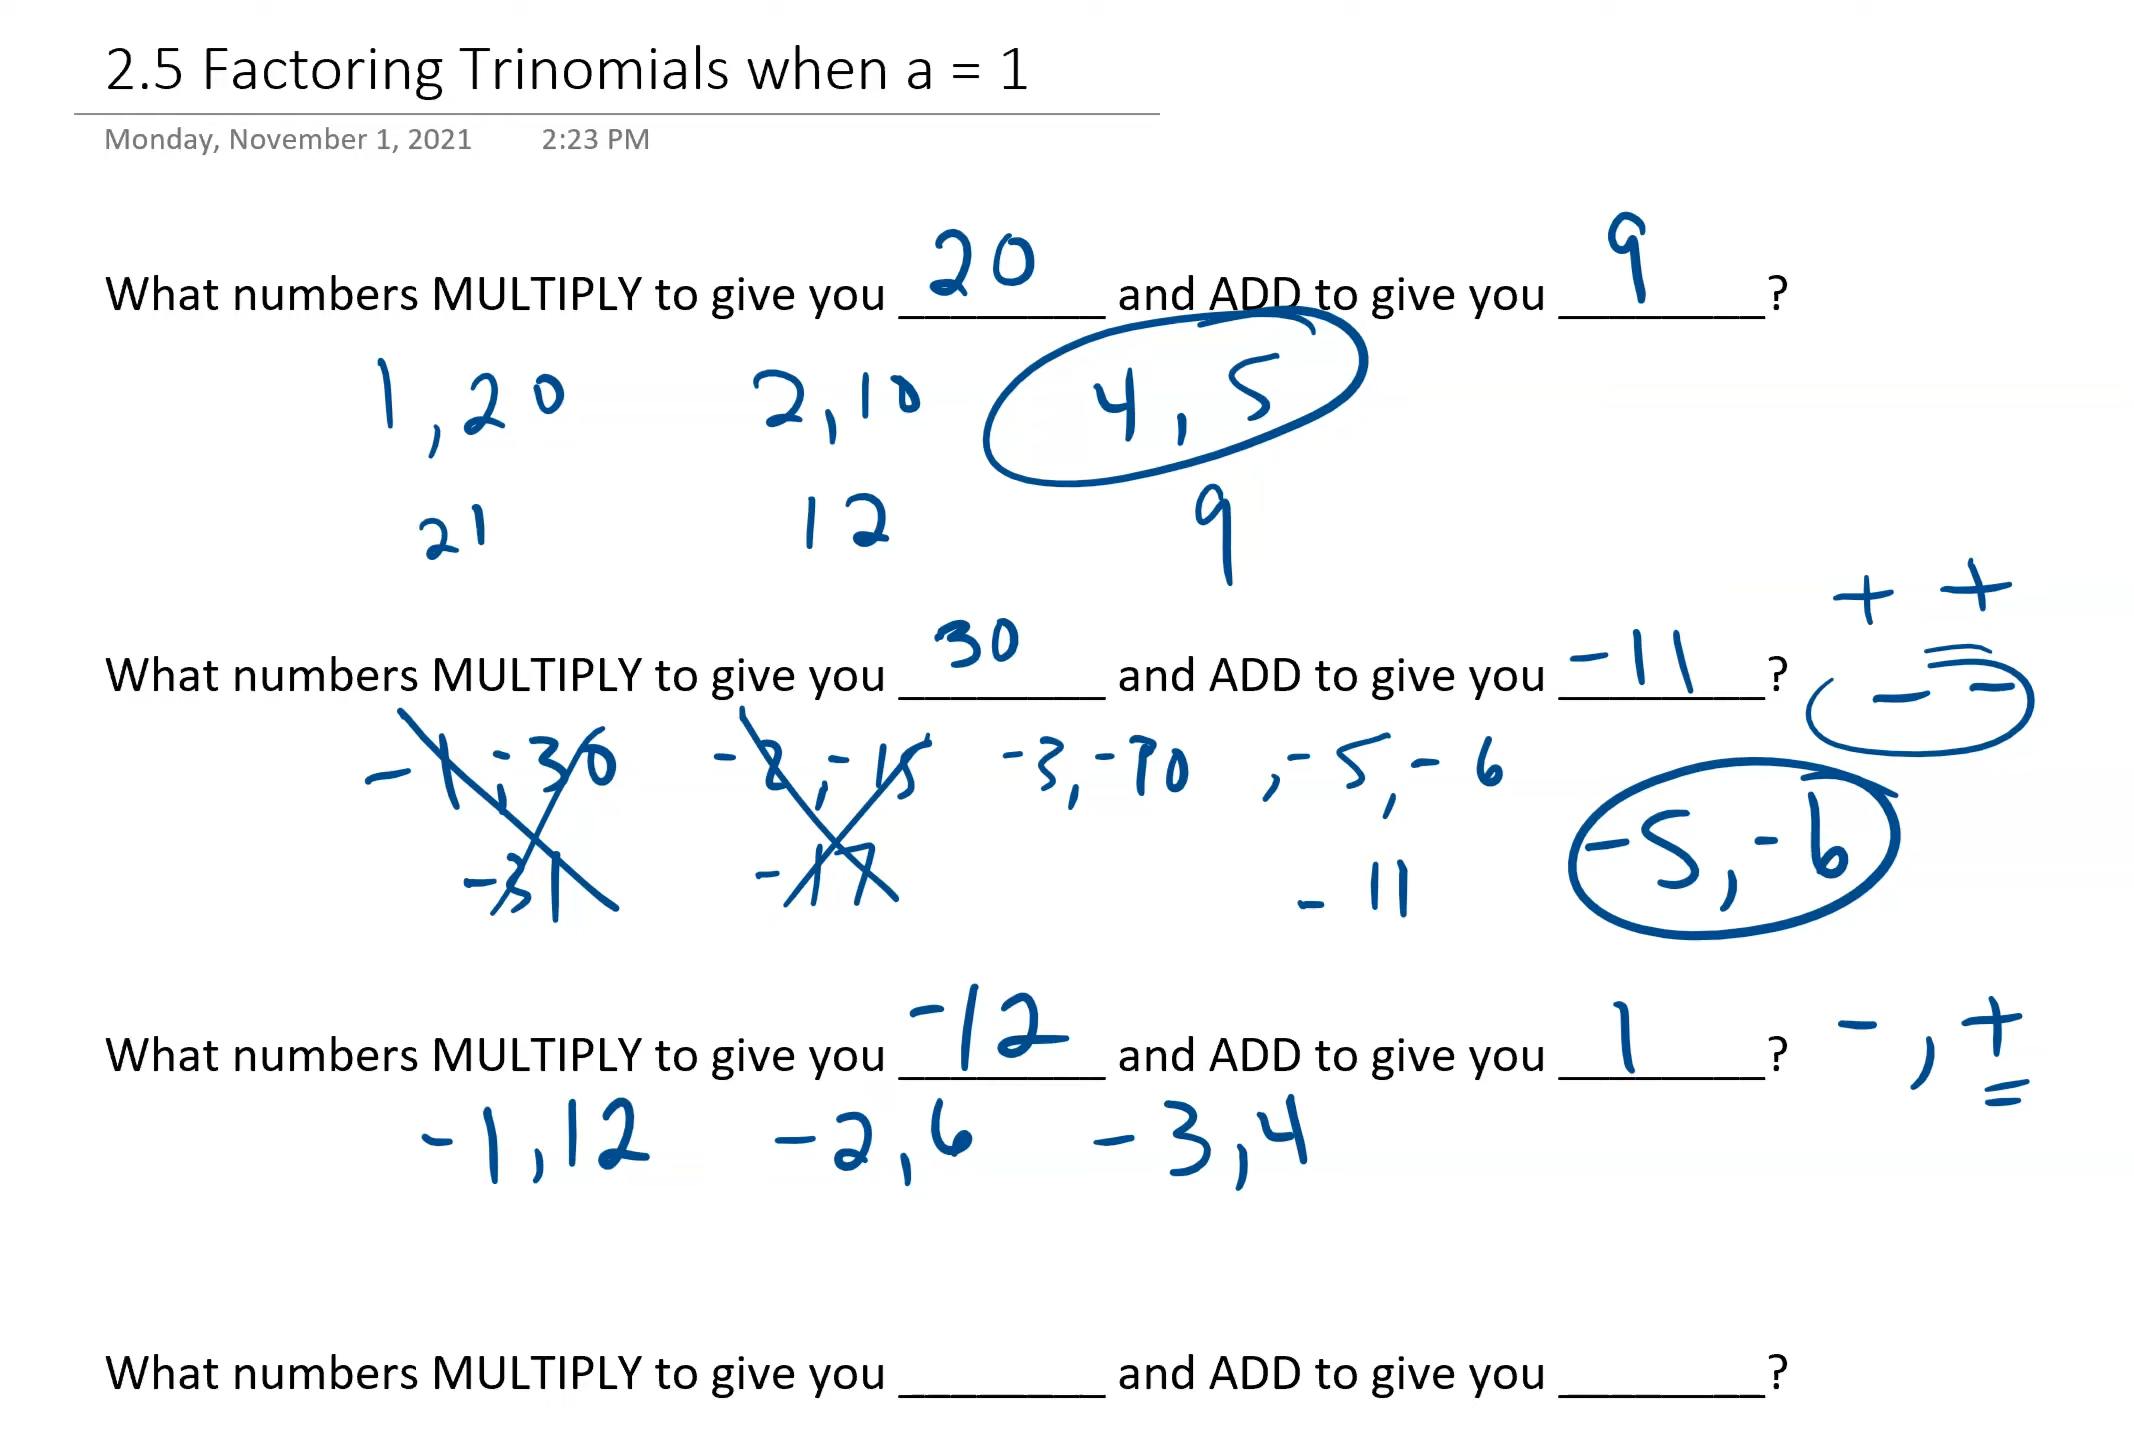 2.5 Factoring Trinomials when a = 1
Monday, November 1, 2021 2:23 PM
What numbers MULTIPLY to give you 20 and ADD to give you 9?
1, 20 2, 10 4, 5
21 12 9
+ +
What numbers MULTIPLY to give you 30 and ADD to give you -11? - -
-1, -30 -2, -15 -3, -10, -5, -6
-5, -6
-31 -17 -11
What numbers MULTIPLY to give you -12 and ADD to give you 1? -, +
-1, 12 -2, 6 -3, 4
What numbers MULTIPLY to give you ________ and ADD to give you ________?